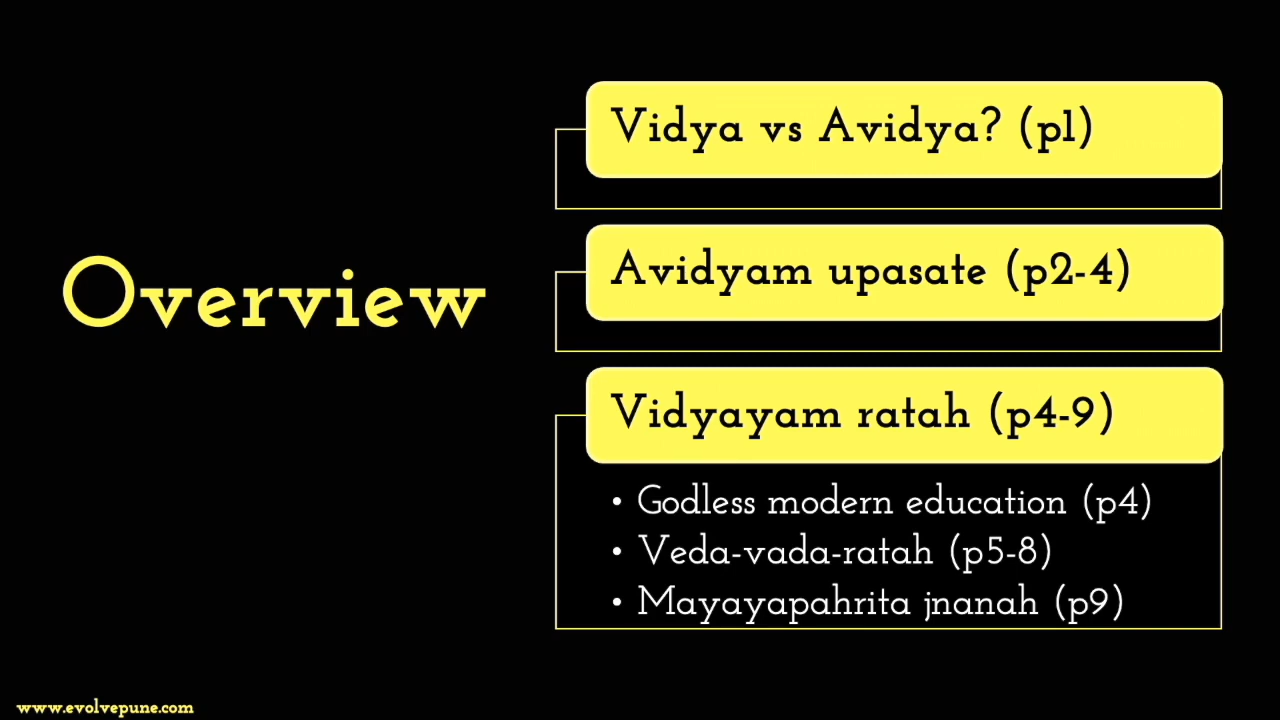 Overview
Vidya vs Avidya? (p1)
Avidyam upasate (p2-4)
Vidyayam ratah (p4-9)
• Godless modern education (p4)
• Veda-vada-ratah (p5-8)
• Mayayapahrita jnanah (p9)
www.evolvepune.com